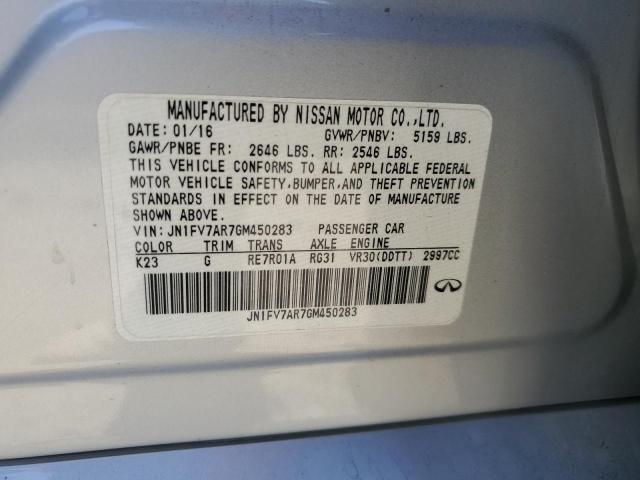 MANUFACTURED BY NISSAN MOTOR CO.,LTD.
DATE: 01/16 GVWR/PNBV: 5159 LBS.
GAWR/PNBE FR: 2646 LBS. RR: 2546 LBS.
THIS VEHICLE CONFORMS TO ALL APPLICABLE FEDERAL
MOTOR VEHICLE SAFETY,BUMPER,AND THEFT PREVENTION
STANDARDS IN EFFECT ON THE DATE OF MANUFACTURE
SHOWN ABOVE.
VIN:JN1FV7AR7GM450283 PASSENGER CAR
COLOR TRIM TRANS AXLE ENGINE
K23 G RE7R01A RG31 VR30(DDTT) 2997CC
JN1FV7AR7GM450283